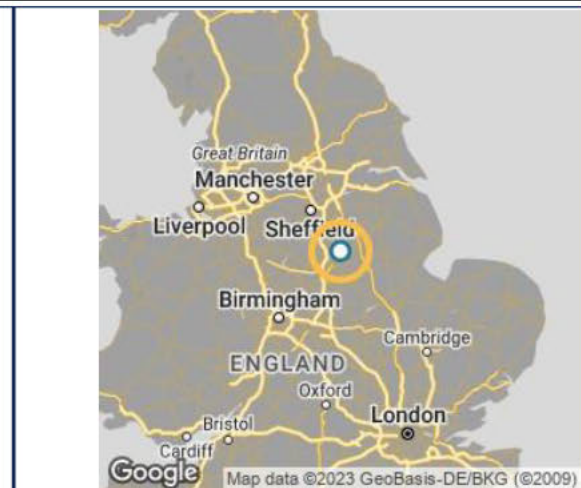 Great Britain
Manchester
Liverpool
Sheffield
Birmingham
Cambridge
ENGLAND
Oxford
London
Bristol
Cardiff
Google
Map data ©2023 GeoBasis-DE/BKG (©2009)